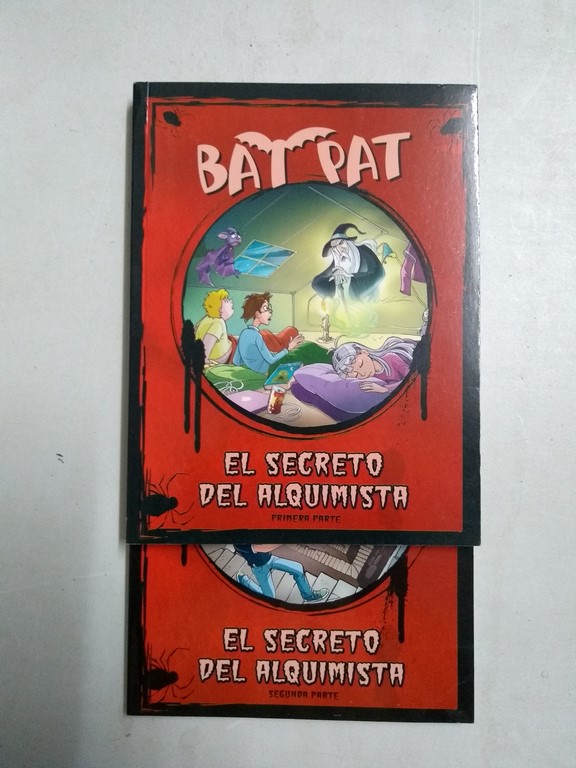 BAT PAT
EL SECRETO
DEL ALQUIMISTA
PRIMERA PARTE
EL SECRETO
DEL ALQUIMISTA
SEGUNDA PARTE